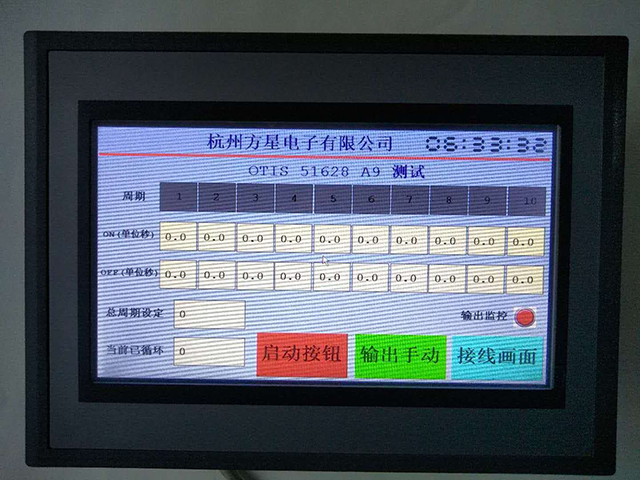 杭州方星电子有限公司 06:33:32
OTIS 51628 A9 测试
周期 1 2 3 4 5 6 7 8 9 10
ON(单位秒) 0.0 0.0 0.0 0.0 0.0 0.0 0.0 0.0 0.0 0.0
OFF(单位秒) 0.0 0.0 0.0 0.0 0.0 0.0 0.0 0.0 0.0 0.0
总周期设定 0 输出监控
当前已循环 0 启动按钮 输出手动 接线画面